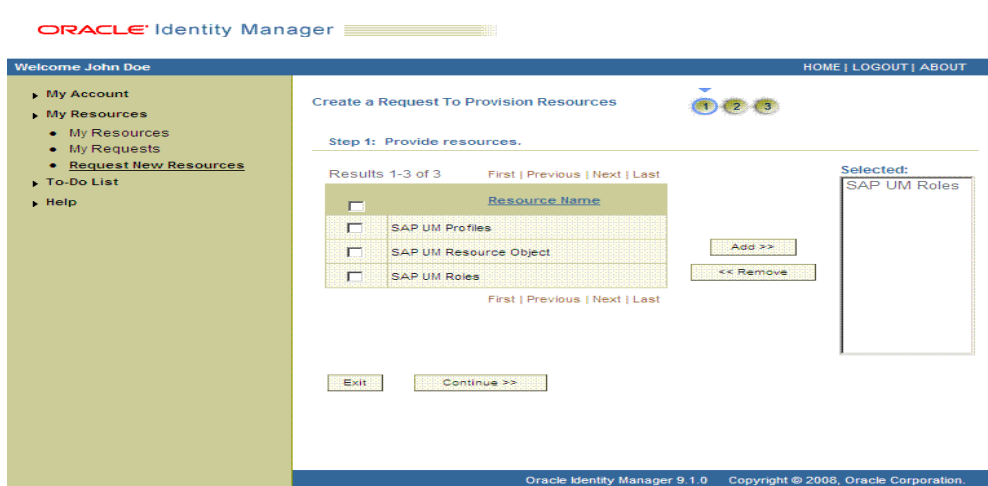 ORACLE Identity Manager
Welcome John Doe
HOME | LOGOUT | ABOUT
My Account
My Resources
My Resources
My Requests
Request New Resources
To-Do List
Help
Create a Request To Provision Resources
1 2 3
Step 1: Provide resources.
Results 1-3 of 3 First | Previous | Next | Last
Resource Name
SAP UM Profiles
SAP UM Resource Object
SAP UM Roles
First | Previous | Next | Last
Add >>
<< Remove
Selected:
SAP UM Roles
Exit
Continue >>
Oracle Identity Manager 9.1.0 Copyright © 2008, Oracle Corporation.